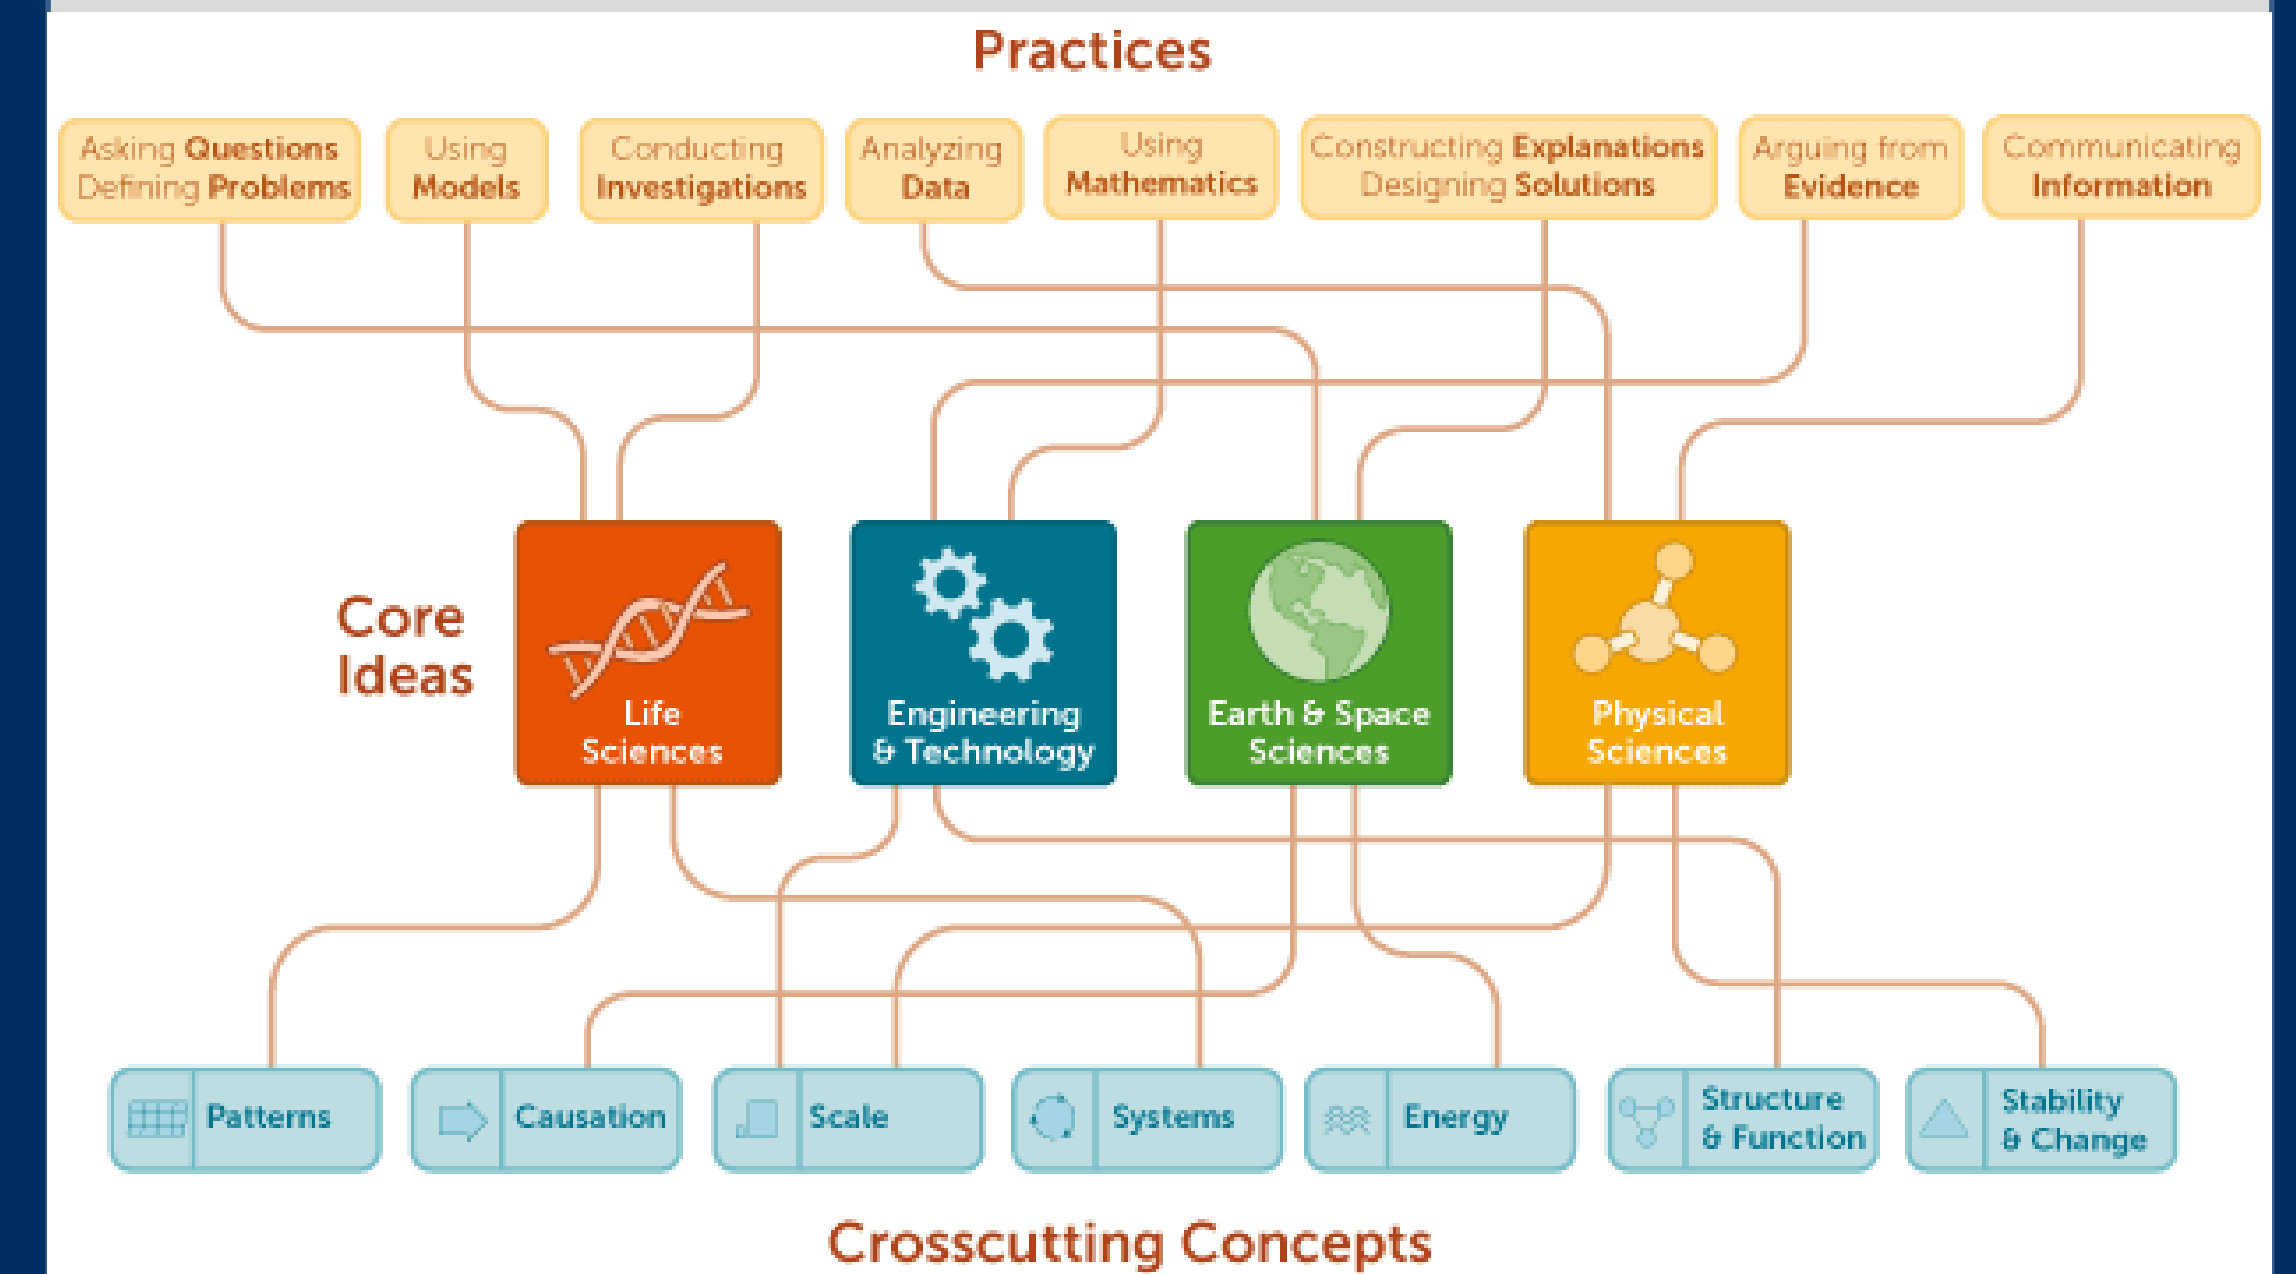 Practices
Asking Questions
Defining Problems
Using
Models
Conducting
Investigations
Analyzing
Data
Using
Mathematics
Constructing Explanations
Designing Solutions
Arguing from
Evidence
Communicating
Information
Core
Ideas
Life
Sciences
Engineering
& Technology
Earth & Space
Sciences
Physical
Sciences
Patterns
Causation
Scale
Systems
Energy
Structure
& Function
Stability
& Change
Crosscutting Concepts